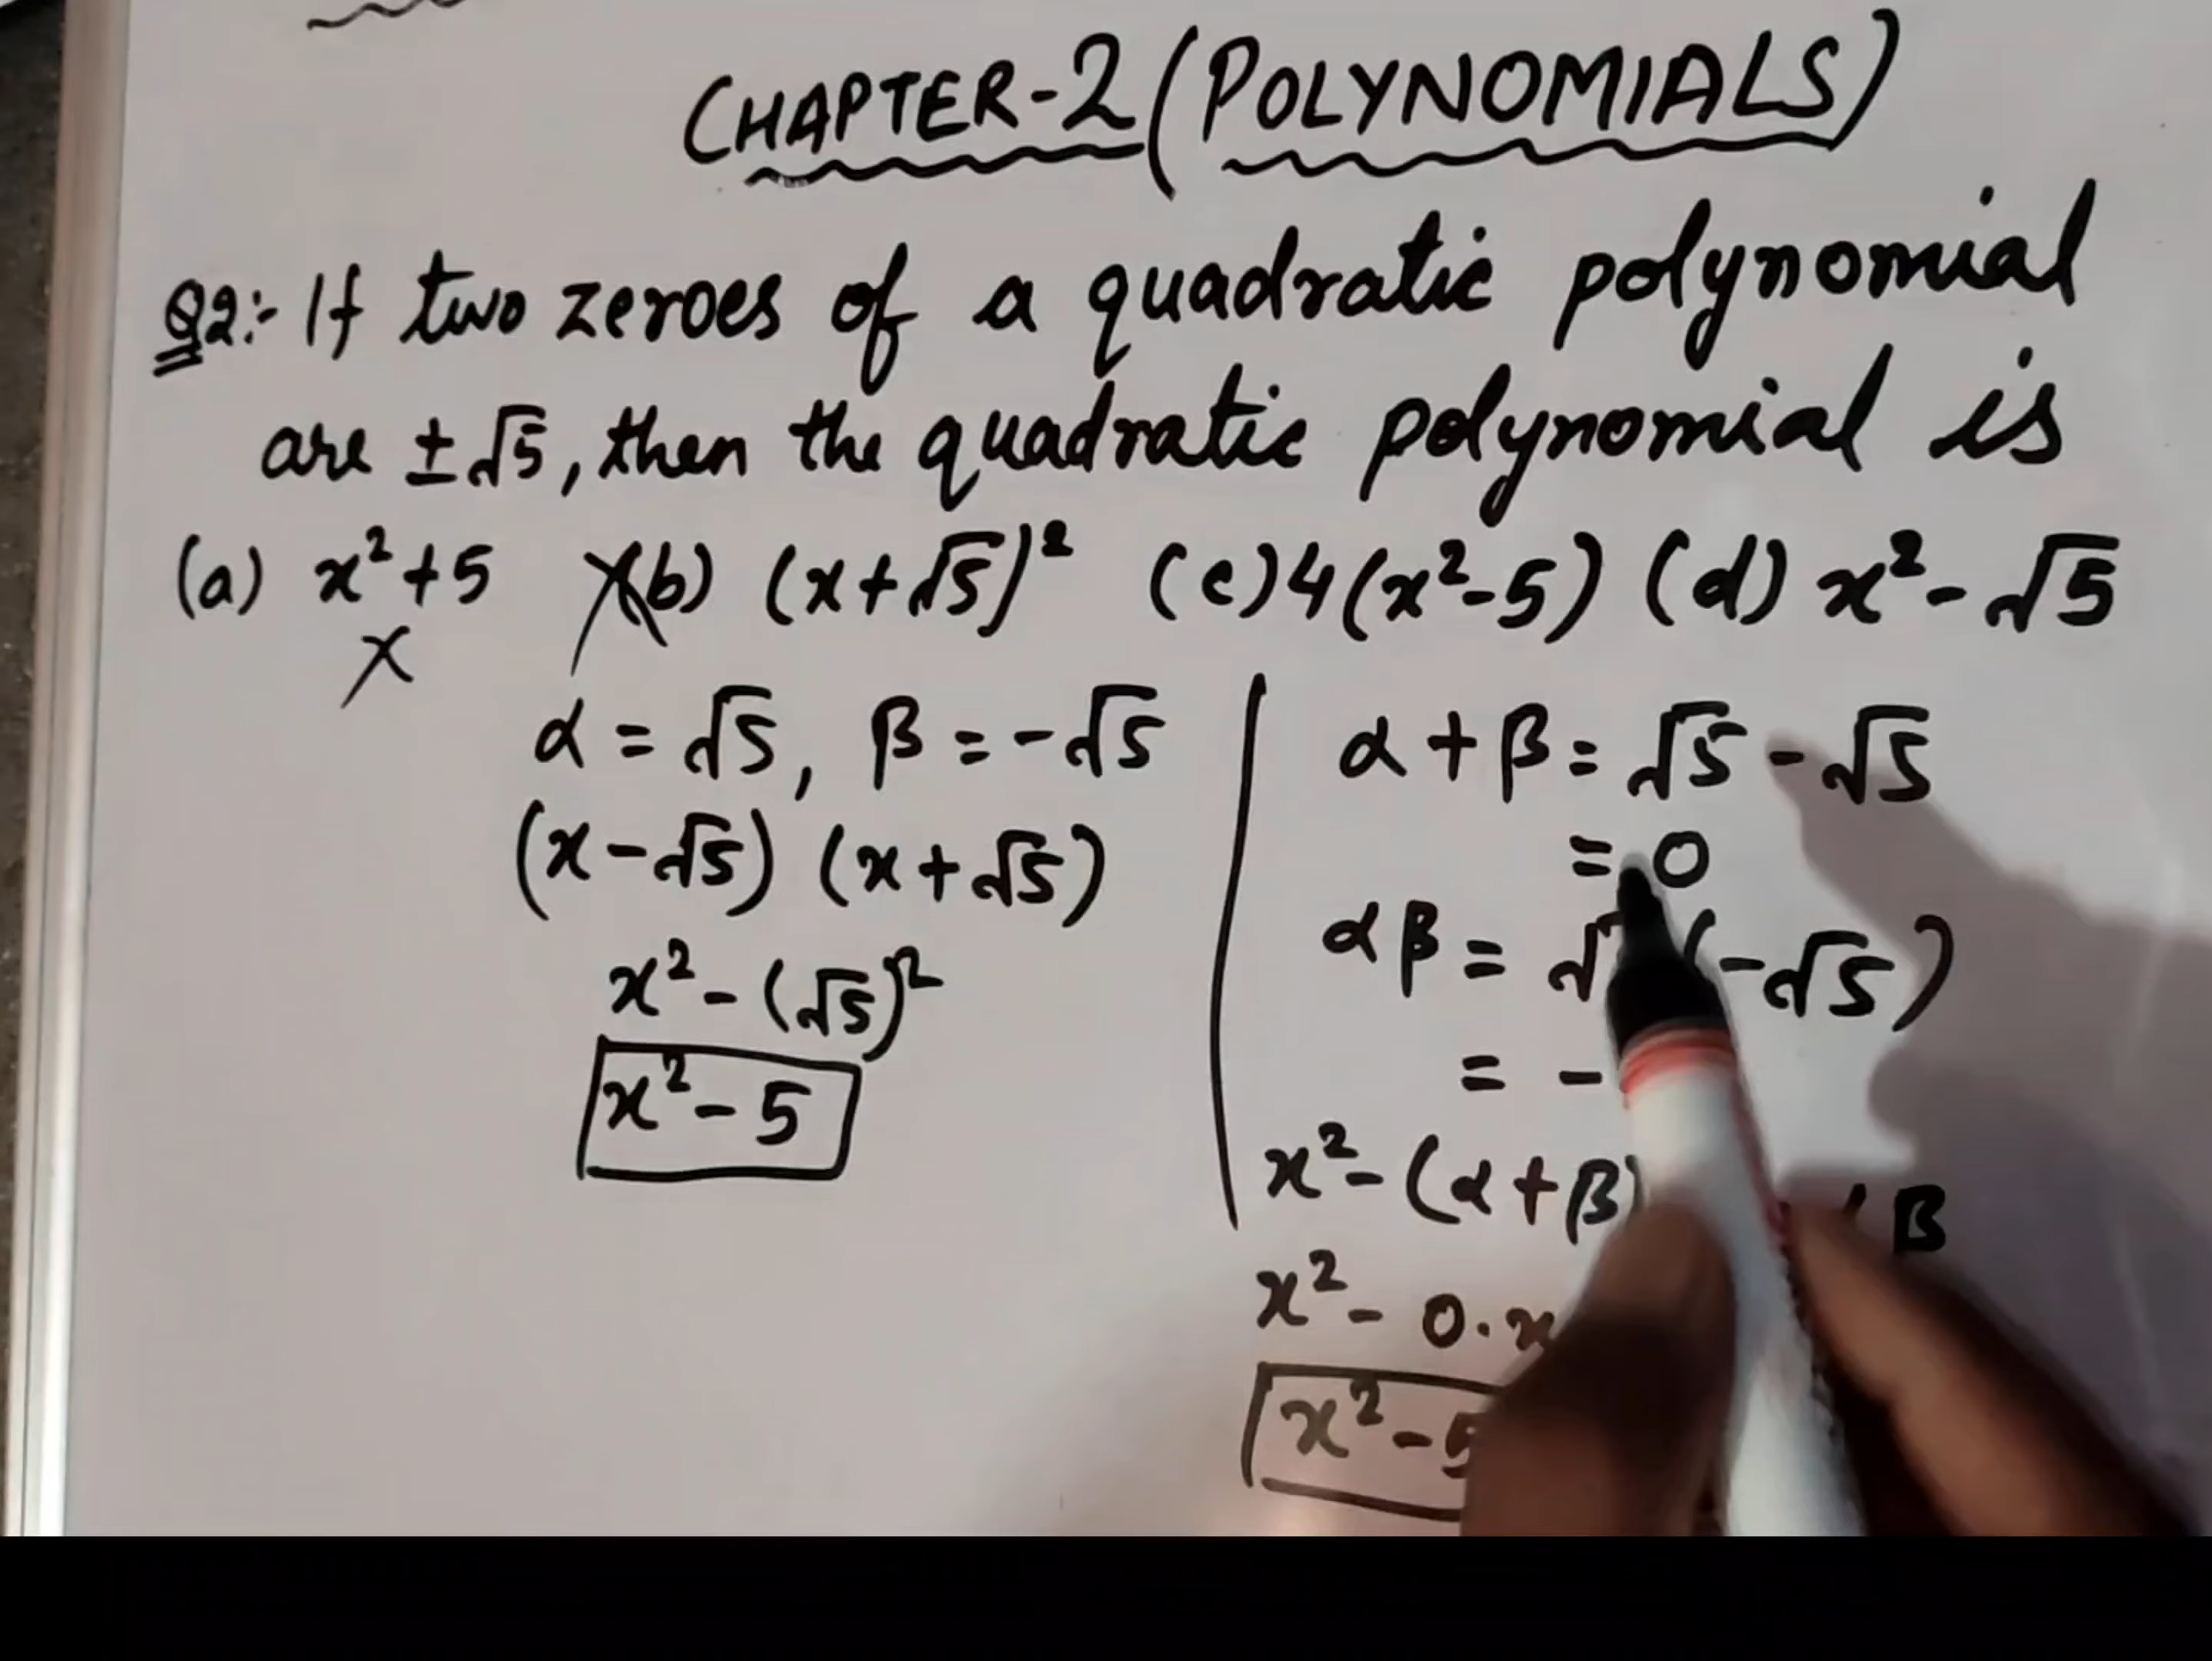 CHAPTER-2 (POLYNOMIALS)
Q2:- If two zeroes of a quadratic polynomial
are ±√5, then the quadratic polynomial is
(a) x²+5 X (b) (x+√5)² (c) 4(x²-5) (d) x²-√5
X
α = √5, β = -√5
(x-√5) (x+√5)
x² - (√5)²
x² - 5
α + β = √5 - √5
= 0
αβ = (-√5)
= -
x² - (α+β) β
x² - 0.x
x² - 5